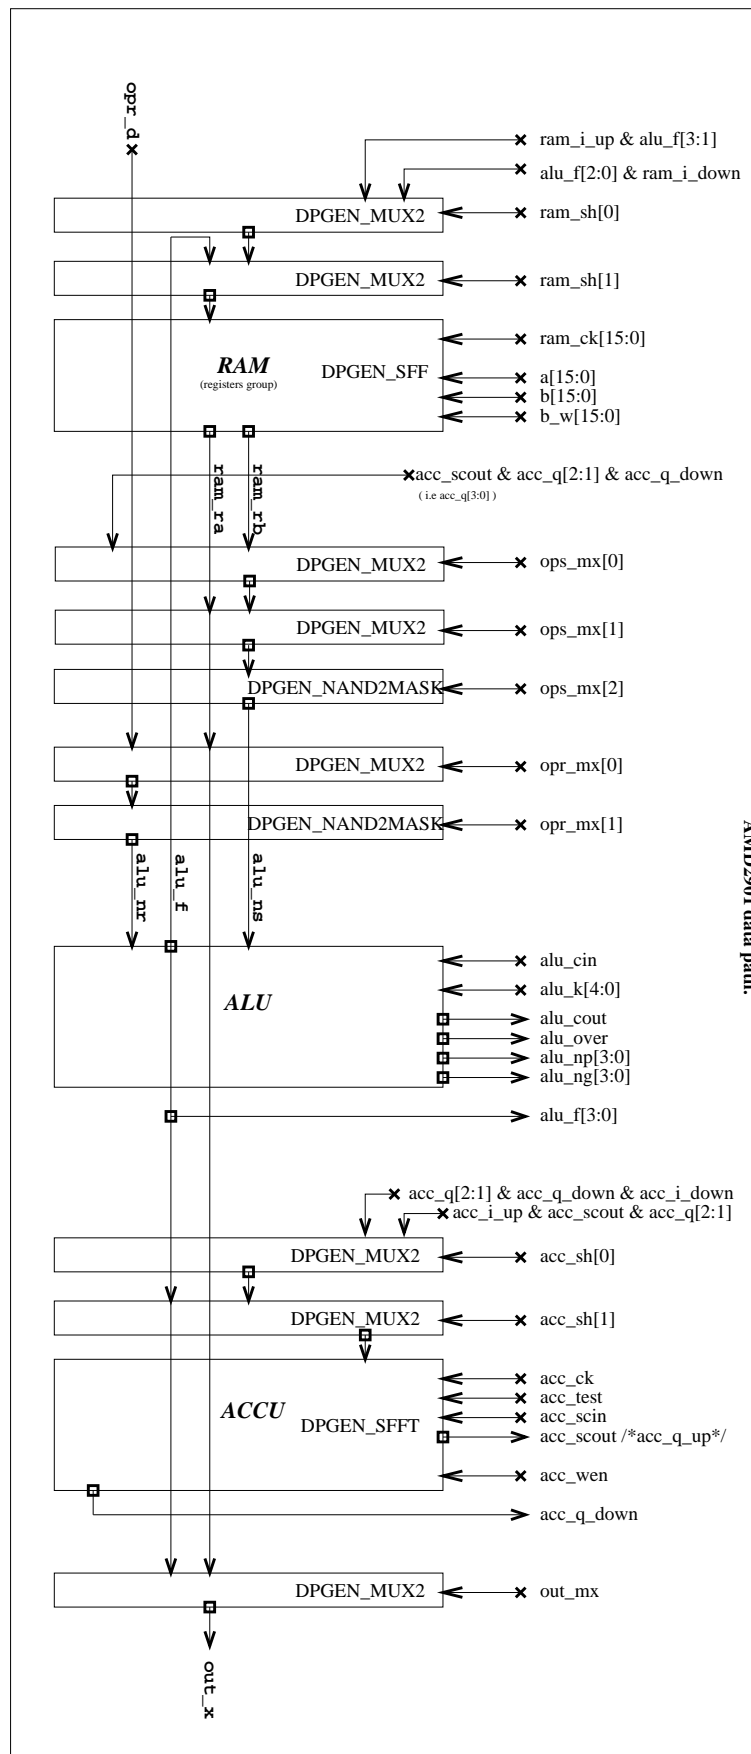 opr_d
ram_i_up & alu_f[3:1]
alu_f[2:0] & ram_i_down
DPGEN_MUX2
ram_sh[0]
DPGEN_MUX2
ram_sh[1]
RAM
(registers group)
DPGEN_SFF
ram_ck[15:0]
a[15:0]
b[15:0]
b_w[15:0]
ram_ra
ram_rb
acc_scout & acc_q[2:1] & acc_q_down
( i.e acc_q[3:0] )
DPGEN_MUX2
ops_mx[0]
DPGEN_MUX2
ops_mx[1]
DPGEN_NAND2MASK
ops_mx[2]
DPGEN_MUX2
opr_mx[0]
DPGEN_NAND2MASK
opr_mx[1]
alu_nr
alu_f
alu_ns
AMD2901 data path.
ALU
alu_cin
alu_k[4:0]
alu_cout
alu_over
alu_np[3:0]
alu_ng[3:0]
alu_f[3:0]
acc_q[2:1] & acc_q_down & acc_i_down
acc_i_up & acc_scout & acc_q[2:1]
DPGEN_MUX2
acc_sh[0]
DPGEN_MUX2
acc_sh[1]
ACCU
DPGEN_SFFT
acc_ck
acc_test
acc_scin
acc_scout /*acc_q_up*/
acc_wen
acc_q_down
DPGEN_MUX2
out_mx
out_x